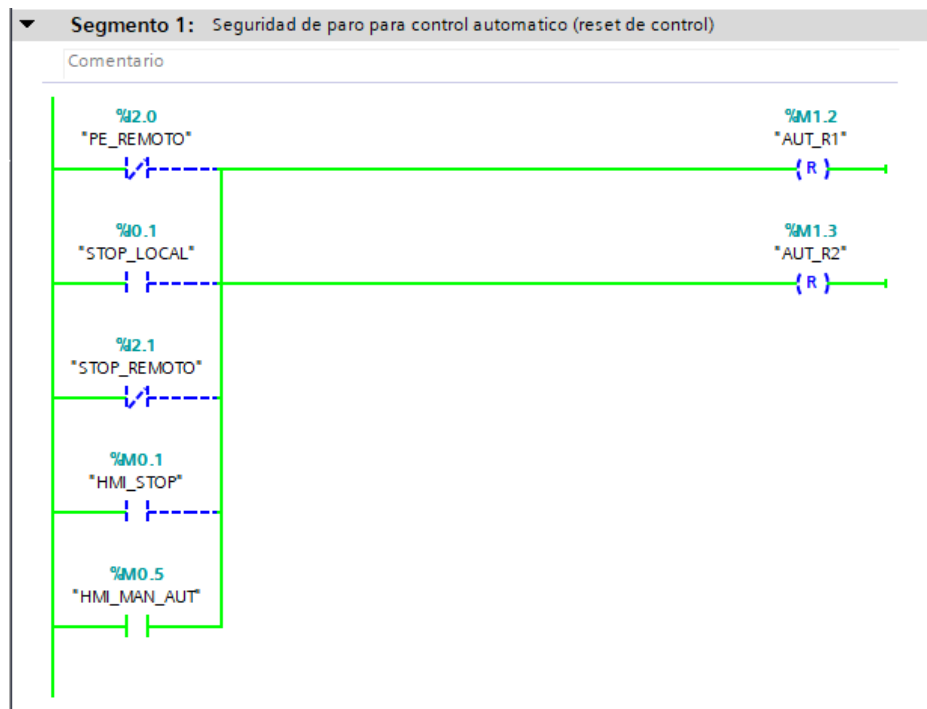 Segmento 1: Seguridad de paro para control automatico (reset de control)
Comentario
%I2.0
"PE_REMOTO"
%M1.2
"AUT_R1"
R
%I0.1
"STOP_LOCAL"
%M1.3
"AUT_R2"
R
%I2.1
"STOP_REMOTO"
%M0.1
"HMI_STOP"
%M0.5
"HMI_MAN_AUT"